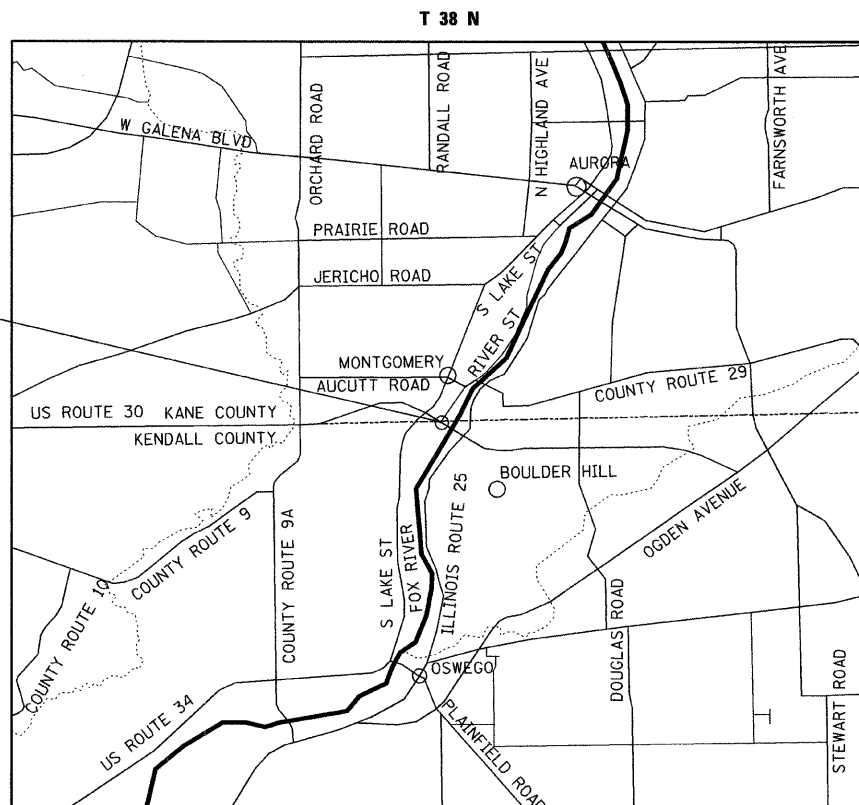 T 38 N
W GALENA BLVD
ORCHARD ROAD
RANDALL ROAD
N HIGHLAND AVE
FARNSWORTH AVE
AURORA
PRAIRIE ROAD
JERICHO ROAD
S LAKE ST
RIVER ST
MONTGOMERY
AUCUTT ROAD
COUNTY ROUTE 29
US ROUTE 30 KANE COUNTY
KENDALL COUNTY
BOULDER HILL
OGDEN AVENUE
COUNTY ROUTE 9
COUNTY ROUTE 9A
S LAKE ST
FOX RIVER
ILLINOIS ROUTE 25
COUNTY ROUTE 10
DOUGLAS ROAD
OSWEGO
STEWART ROAD
US ROUTE 34
PLAINFIELD ROAD